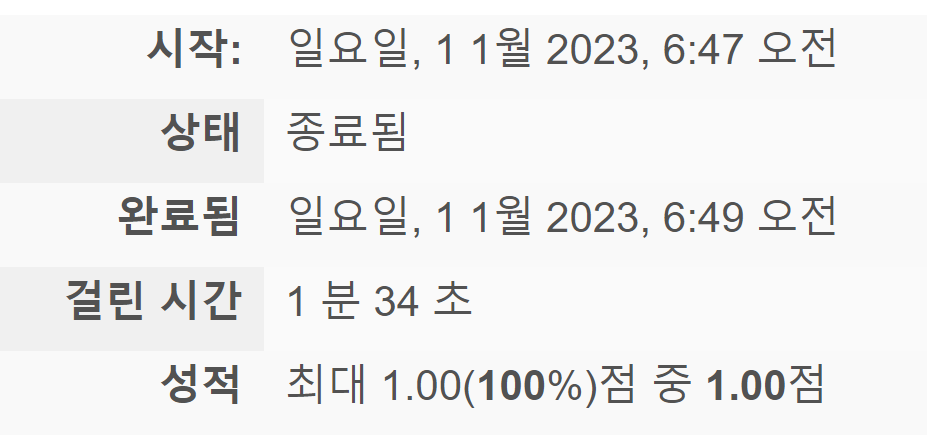 시작: 일요일, 1 1월 2023, 6:47 오전
상태 종료됨
완료됨 일요일, 1 1월 2023, 6:49 오전
걸린 시간 1 분 34 초
성적 최대 1.00(100%)점 중 1.00점